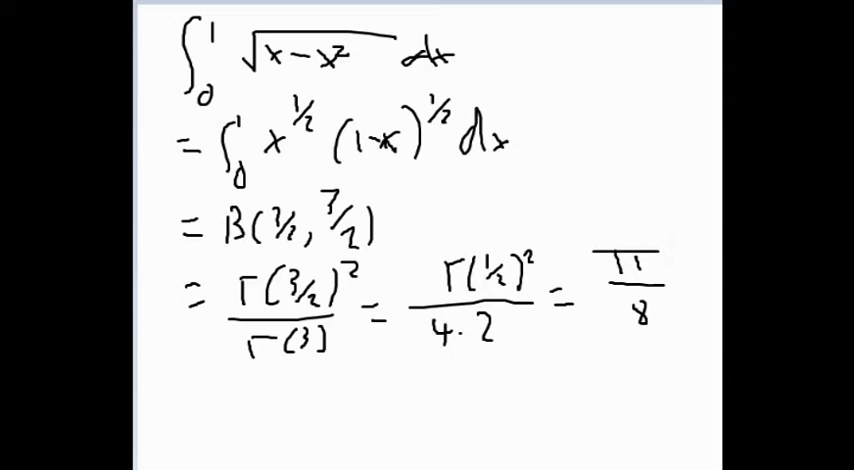 ∫₀¹ √(x-x²) dx
= ∫₀¹ x^(1/2) (1-x)^(1/2) dx
= B(3/2, 3/2)
= Γ(3/2)²/Γ(3) = Γ(1/2)²/(4·2) = π/8